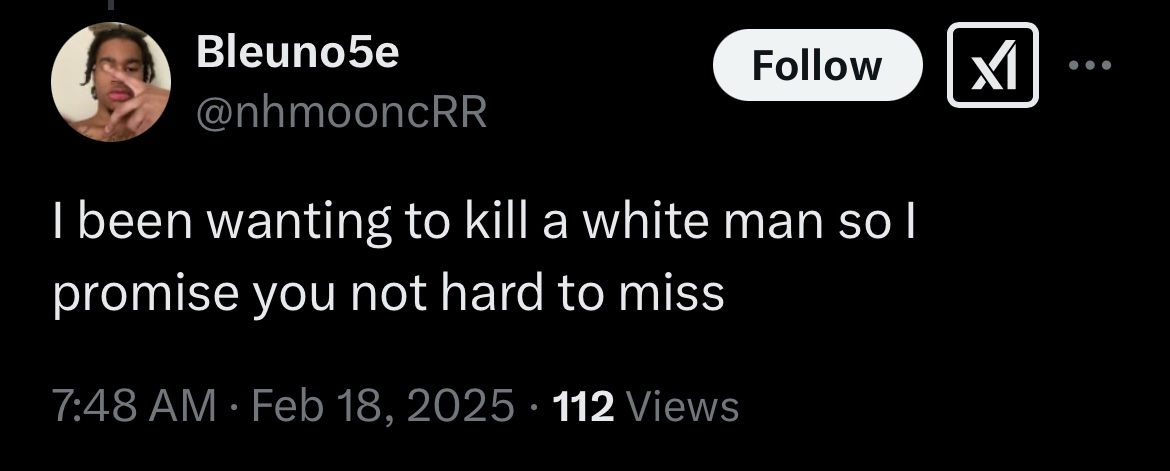 Bleuno5e
@nhmooncRR
Follow
I been wanting to kill a white man so I
promise you not hard to miss
7:48 AM · Feb 18, 2025 · 112 Views